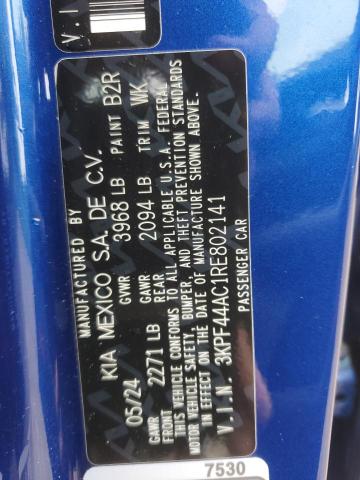 MANUFACTURED BY
KIA MEXICO S.A. DE C.V.
05/24 GVWR 3968 LB PAINT B2R
GAWR FRONT 2271 LB GAWR REAR 2094 LB TRIM WK
THIS VEHICLE CONFORMS TO ALL APPLICABLE U.S.A. FEDERAL
MOTOR VEHICLE SAFETY, BUMPER, AND THEFT PREVENTION STANDARDS
IN EFFECT ON THE DATE OF MANUFACTURE SHOWN ABOVE.
V.I.N. 3KPF44AC1RE802141
PASSENGER CAR
7530
V.